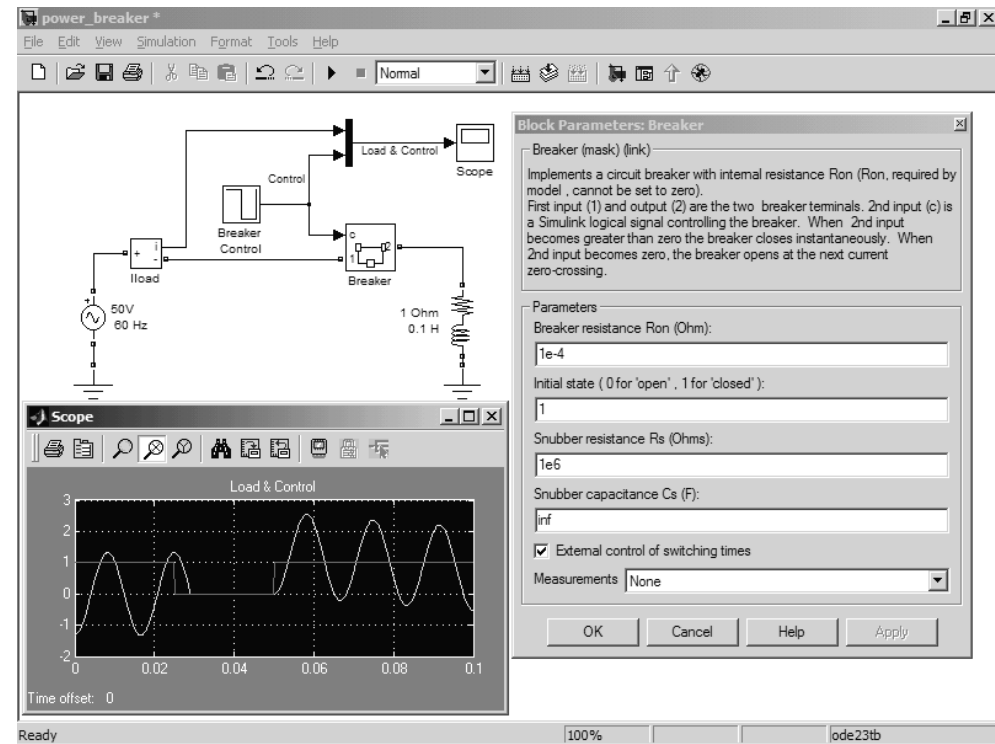 power_breaker *
File Edit View Simulation Format Tools Help
Normal
Load & Control
Scope
Control
Breaker
Control
c
1
2
Breaker
+
i
-
Iload
+
50V
60 Hz
1 Ohm
0.1 H
Block Parameters: Breaker
Breaker (mask) (link)
Implements a circuit breaker with internal resistance Ron (Ron, required by
model , cannot be set to zero).
First input (1) and output (2) are the two breaker terminals. 2nd input (c) is
a Simulink logical signal controlling the breaker. When 2nd input
becomes greater than zero the breaker closes instantaneously. When
2nd input becomes zero, the breaker opens at the next current
zero-crossing.
Parameters
Breaker resistance Ron (Ohm):
1e-4
Initial state ( 0 for 'open' , 1 for 'closed' ):
1
Snubber resistance Rs (Ohms):
1e6
Snubber capacitance Cs (F):
inf
External control of switching times
Measurements None
OK Cancel Help Apply
Scope
Load & Control
3
2
1
0
-1
-2
0 0.02 0.04 0.06 0.08 0.1
Time offset: 0
Ready 100% ode23tb